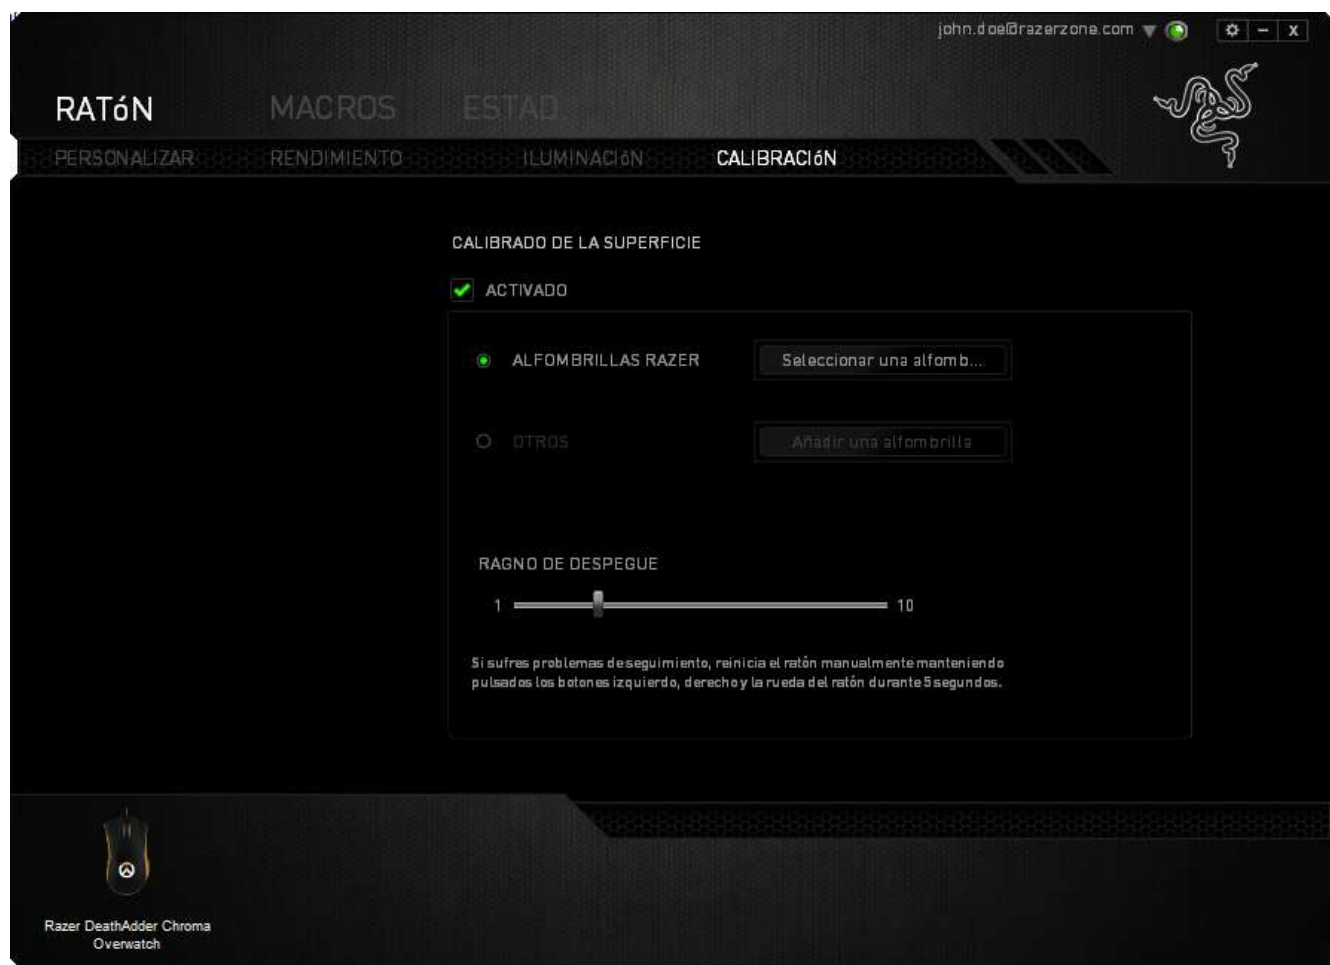 john.doe@razerzone.com
RATóN MACROS ESTAD.
PERSONALIZAR RENDIMIENTO ILUMINACIóN CALIBRACIóN
CALIBRADO DE LA SUPERFICIE
ACTIVADO
ALFOMBRILLAS RAZER Seleccionar una alfomb...
OTROS Añadir una alfombrilla
RAGNO DE DESPEGUE
1 10
Si sufres problemas de seguimiento, reinicia el ratón manualmente manteniendo
pulsados los botones izquierdo, derecho y la rueda del ratón durante 5 segundos.
Razer DeathAdder Chroma
Overwatch